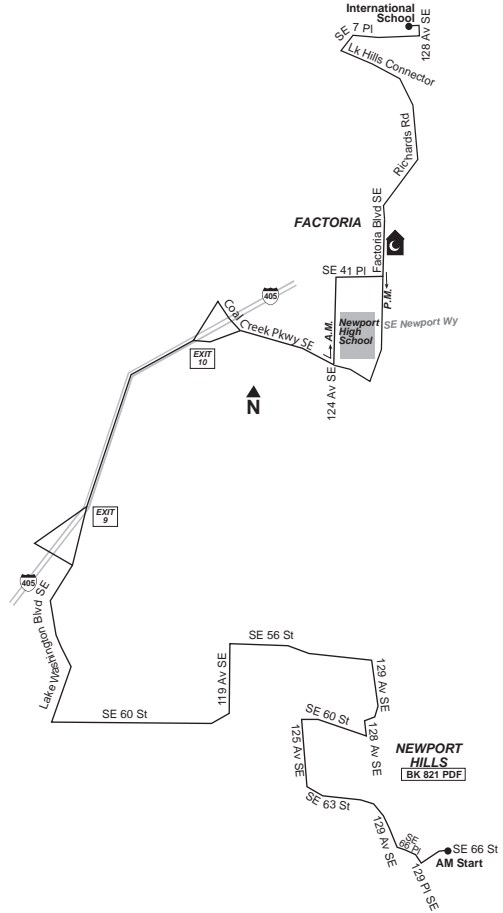 International
School
SE 7 Pl
128 Av SE
Lk Hills Connector
Richards Rd
Factoria Blvd SE
FACTORIA
SE 41 Pl
405
Coal Creek Pkwy SE
A.M.
P.M.
Newport
High
School
SE Newport Wy
EXIT
10
124 Av SE
N
EXIT
9
405
Lake Washington Blvd SE
SE 56 St
119 Av SE
129 Av SE
SE 60 St
SE 60 St
128 Av SE
125 Av SE
NEWPORT
HILLS
BK 821 PDF
SE 63 St
129 Av SE
SE
66 Pl
SE 66 St
AM Start
129 Pl SE